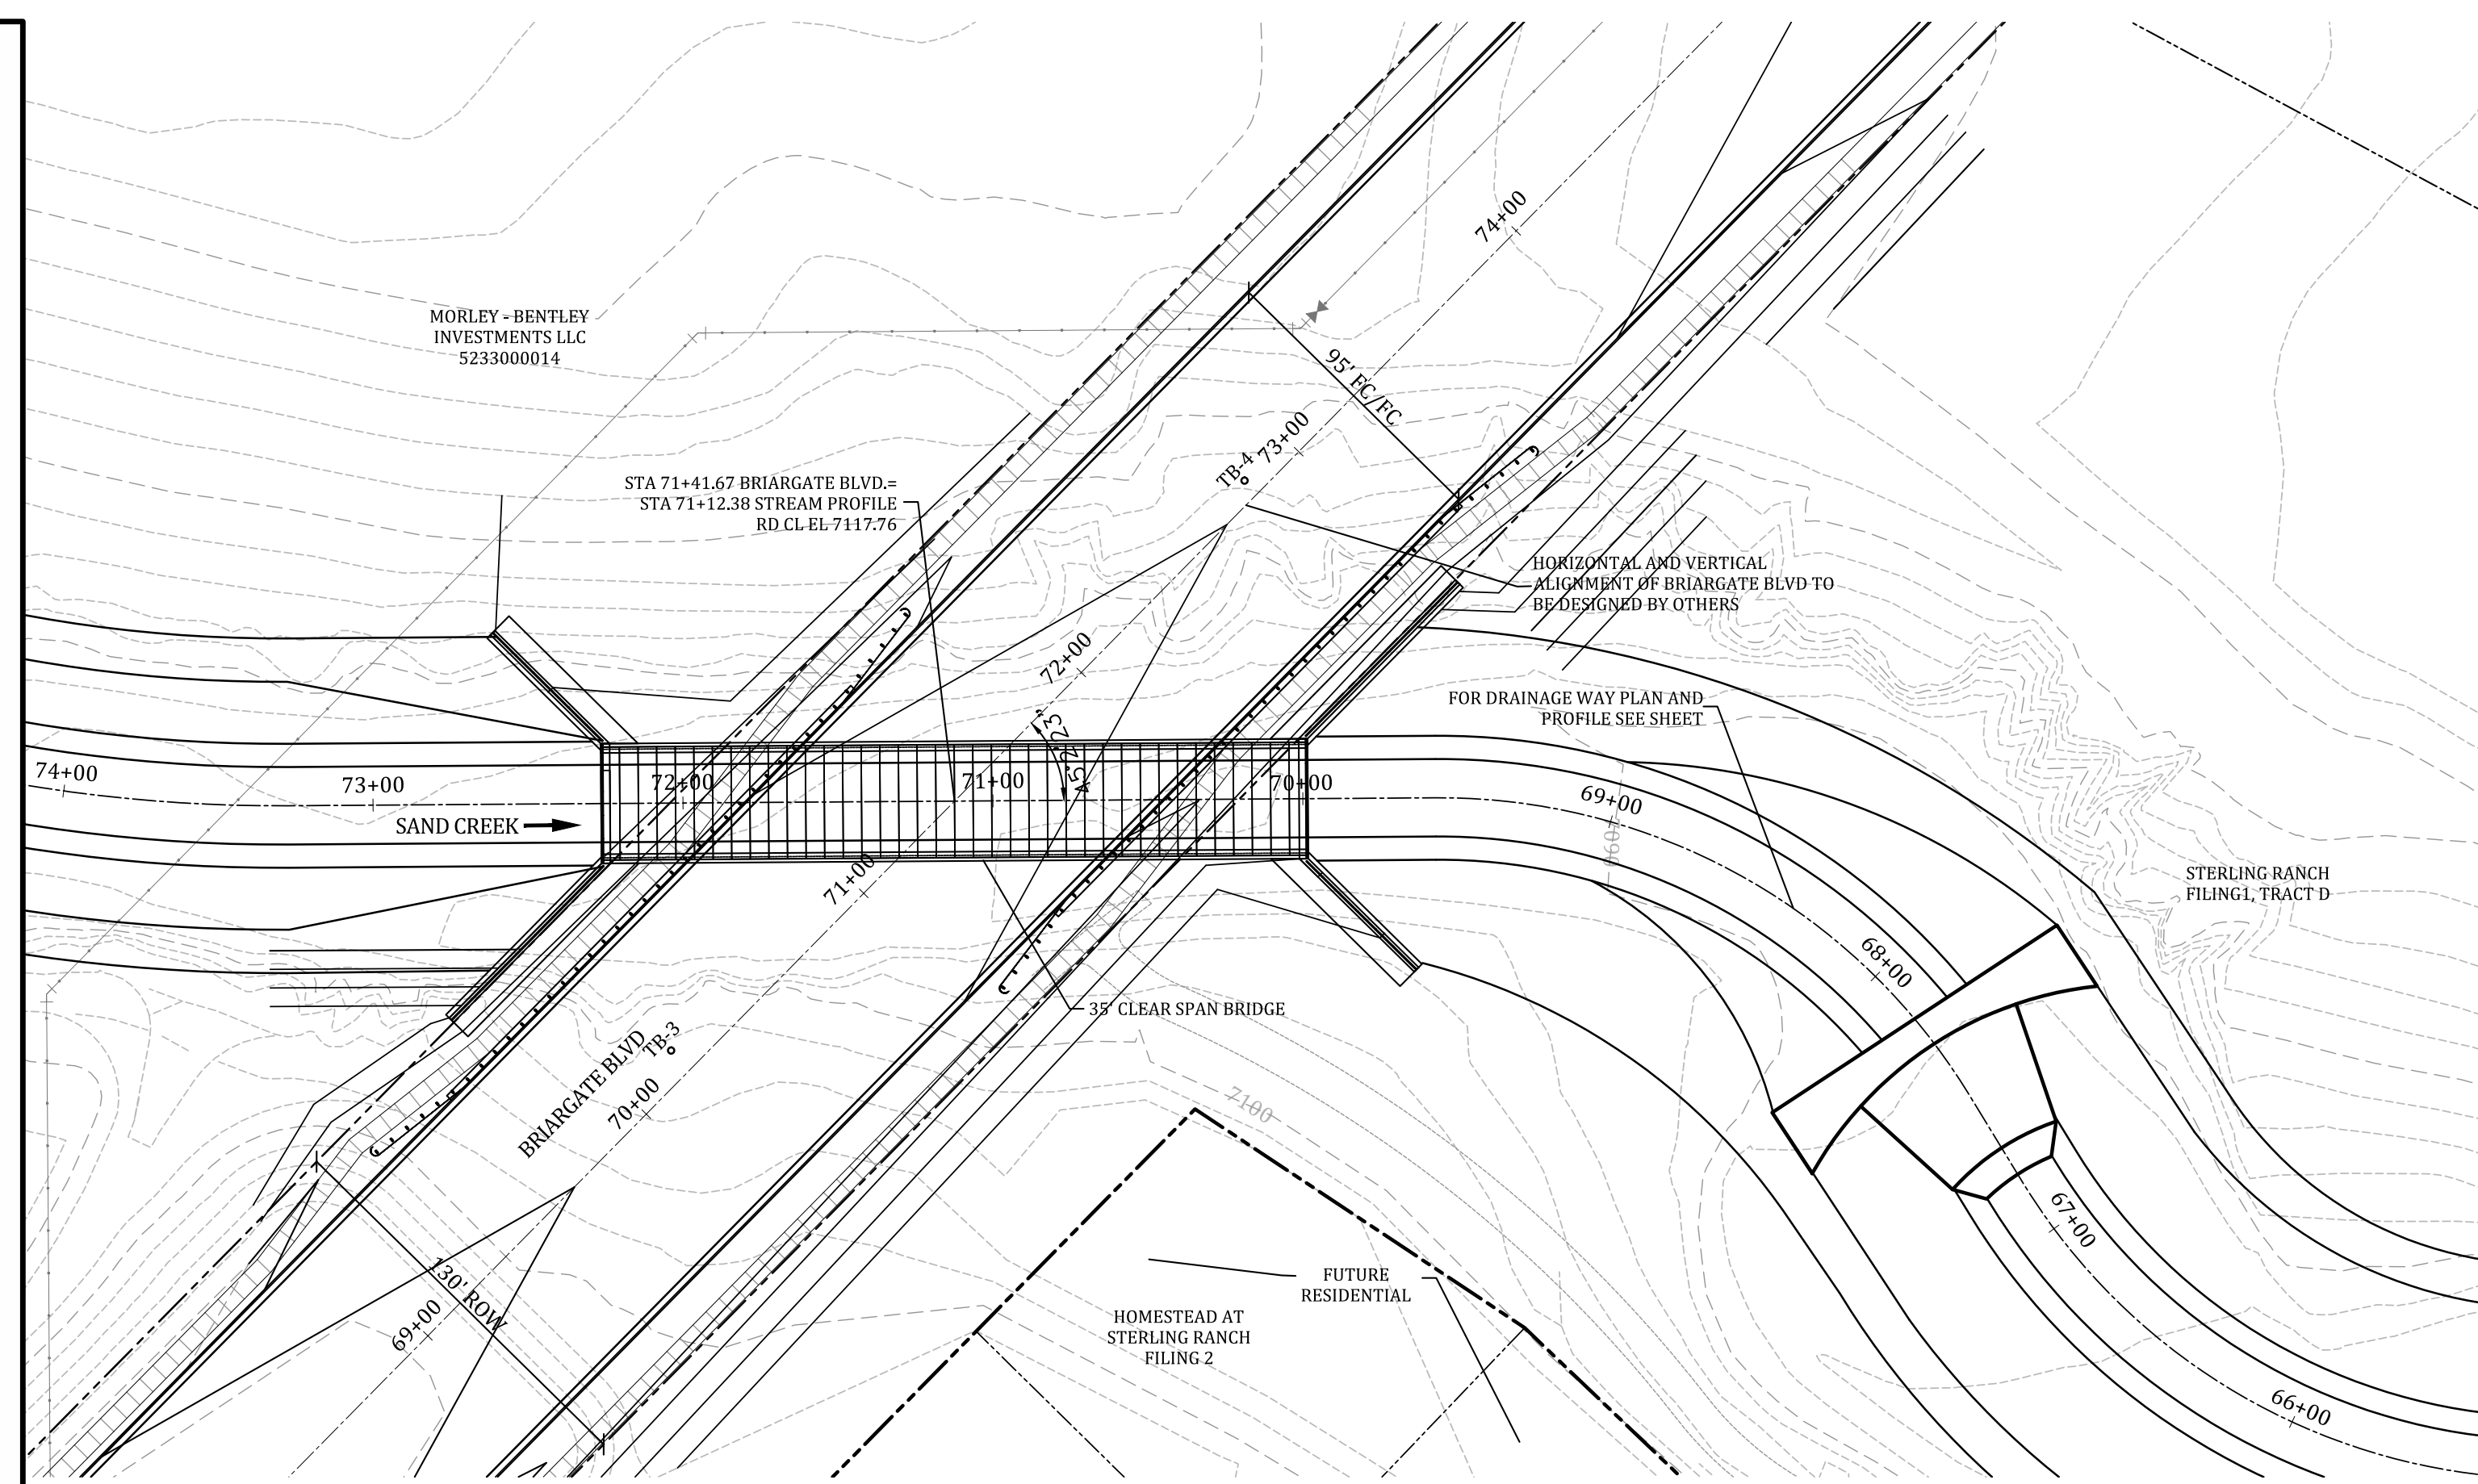 74+00
MORLEY - BENTLEY
INVESTMENTS LLC
5233000014
95' FC/FC
73+00
TB-4
STA 71+41.67 BRIARGATE BLVD.=
STA 71+12.38 STREAM PROFILE
RD CL EL 7117.76
HORIZONTAL AND VERTICAL
ALIGNMENT OF BRIARGATE BLVD TO
BE DESIGNED BY OTHERS
72+00
FOR DRAINAGE WAY PLAN AND
PROFILE SEE SHEET
45°2'23"
74+00
73+00
72+00
71+00
70+00
69+00
SAND CREEK
7090
71+00
STERLING RANCH
FILING1, TRACT D
68+00
35' CLEAR SPAN BRIDGE
BRIARGATE BLVD
TB-3
70+00
7100
67+00
130' ROW
69+00
FUTURE
RESIDENTIAL
HOMESTEAD AT
STERLING RANCH
FILING 2
66+00